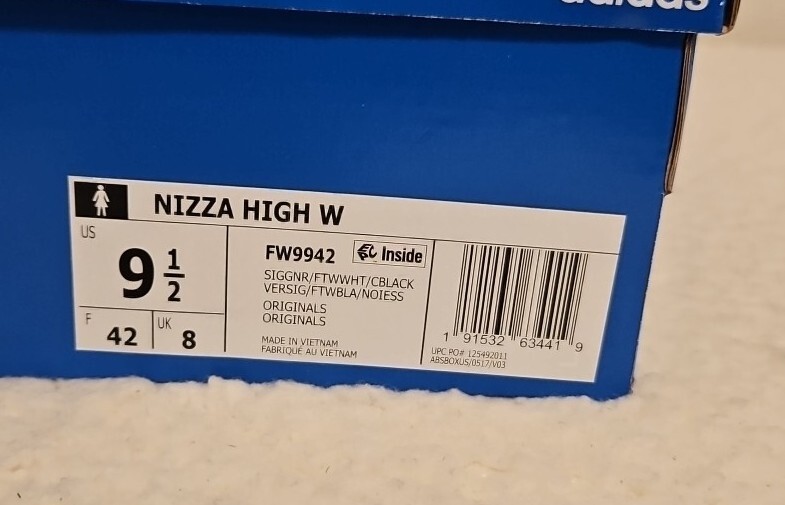 adidas
NIZZA HIGH W
US
9 1/2
F
42
UK
8
FW9942
Inside
SIGGNR/FTWWHT/CBLACK
VERSIG/FTWBLA/NOIESS
ORIGINALS
ORIGINALS
MADE IN VIETNAM
FABRIQUÉ AU VIETNAM
1 91532 63441 9
UPC PO# 125492011
ABSBOXUS/0517/V03